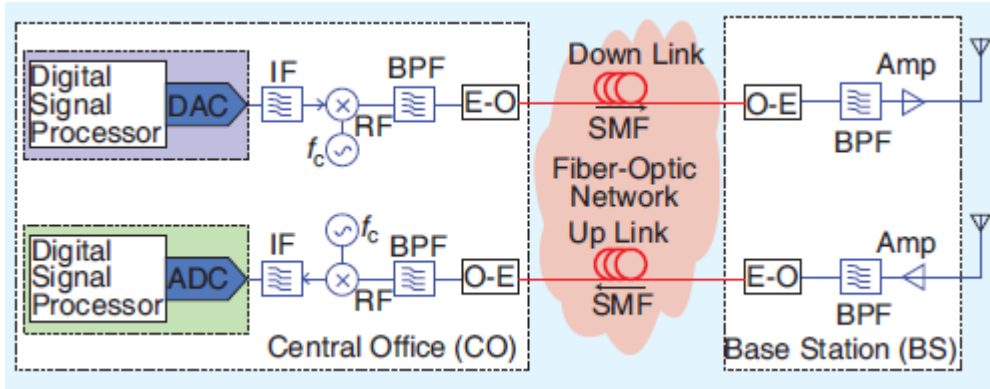 Digital
Signal
Processor
DAC
IF
RF
fc
BPF
E-O
Down Link
SMF
Fiber-Optic
Network
O-E
BPF
Amp
Digital
Signal
Processor
ADC
IF
fc
RF
BPF
O-E
Up Link
SMF
E-O
BPF
Amp
Central Office (CO)
Base Station (BS)